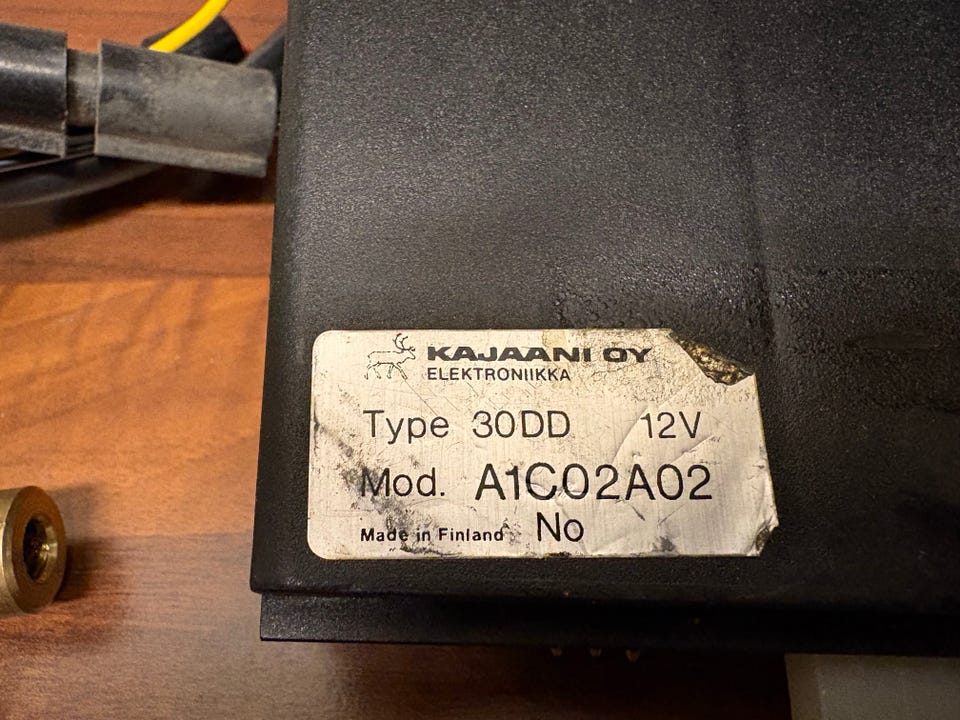 KAJAANI OY
ELEKTRONIIKKA
Type 30DD 12V
Mod. A1C02A02
Made in Finland No